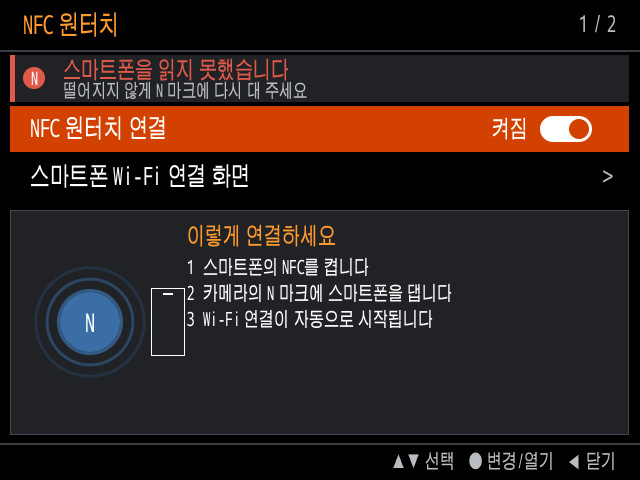 NFC 원터치
1 / 2
N
스마트폰을 읽지 못했습니다
떨어지지 않게 N 마크에 다시 대 주세요
NFC 원터치 연결 켜짐
스마트폰 Wi-Fi 연결 화면 >
이렇게 연결하세요
1 스마트폰의 NFC를 켭니다
2 카메라의 N 마크에 스마트폰을 댑니다
3 Wi-Fi 연결이 자동으로 시작됩니다
N
▲▼ 선택 ● 변경/열기 ◀ 닫기